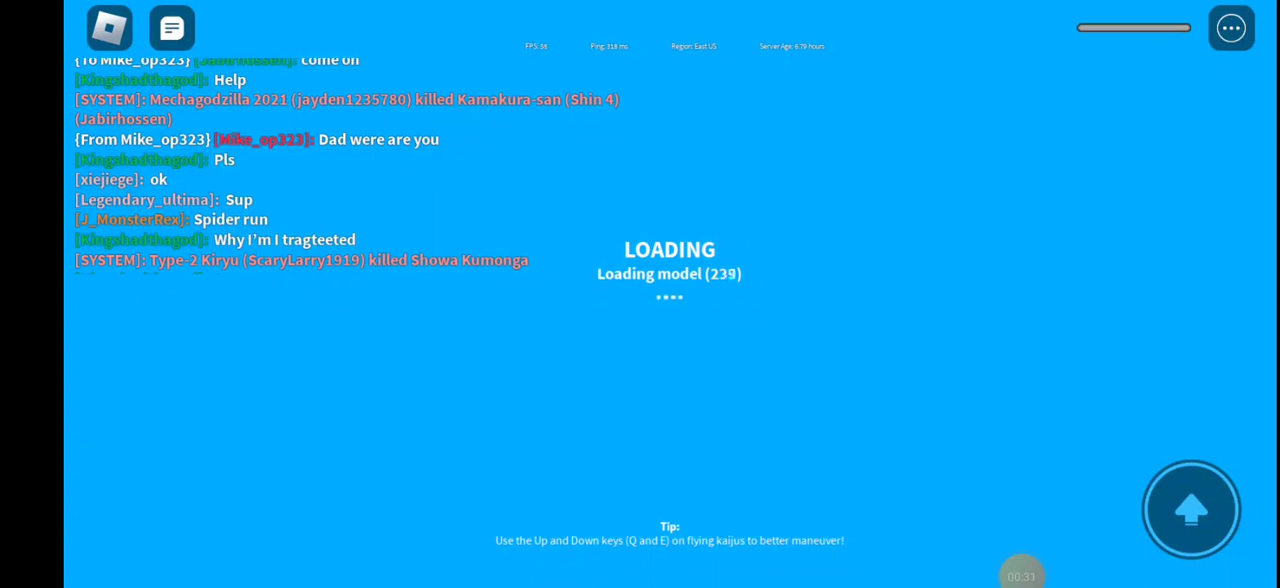 FPS: 36 Ping: 318 ms Region: East US Server Age: 6.79 hours
{To Mike_op323} [Jabirhossen]: come on
[Kingshadthagod]: Help
[SYSTEM]: Mechagodzilla 2021 (jayden1235780) killed Kamakura-san (Shin 4)
(Jabirhossen)
{From Mike_op323} [Mike_op323]: Dad were are you
[Kingshadthagod]: Pls
[xiejiege]: ok
[Legendary_ultima]: Sup
[J_MonsterRex]: Spider run
[Kingshadthagod]: Why I’m I tragteeted
[SYSTEM]: Type-2 Kiryu (ScaryLarry1919) killed Showa Kumonga
LOADING
Loading model (239)
Tip:
Use the Up and Down keys (Q and E) on flying kaijus to better maneuver!
00:31